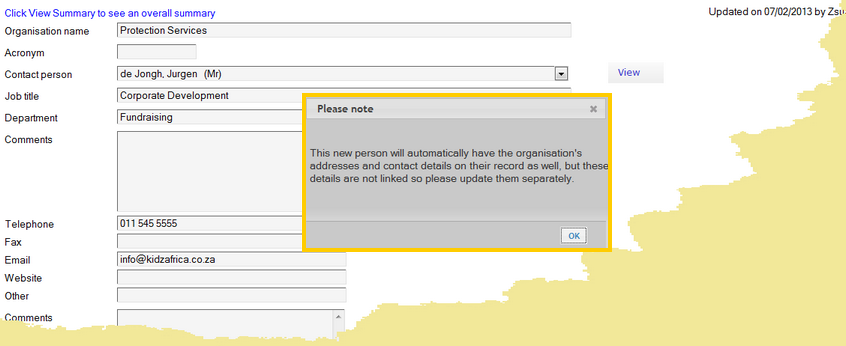 Click View Summary to see an overall summary
Updated on 07/02/2013 by Zsu
Organisation name Protection Services
Acronym
Contact person de Jongh, Jurgen (Mr) View
Job title Corporate Development
Department Fundraising
Comments
Please note
This new person will automatically have the organisation's
addresses and contact details on their record as well, but these
details are not linked so please update them separately.
OK
Telephone 011 545 5555
Fax
Email info@kidzafrica.co.za
Website
Other
Comments